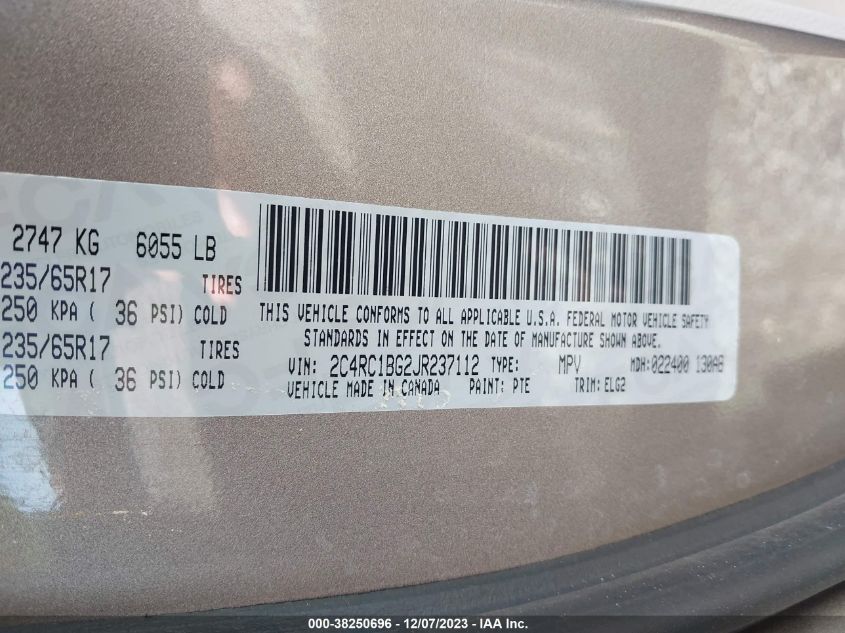 2747 KG 6055 LB
235/65R17 TIRES
250 KPA ( 36 PSI) COLD
235/65R17 TIRES
250 KPA ( 36 PSI) COLD
THIS VEHICLE CONFORMS TO ALL APPLICABLE U.S.A. FEDERAL MOTOR VEHICLE SAFETY
STANDARDS IN EFFECT ON THE DATE OF MANUFACTURE SHOWN ABOVE.
VIN: 2C4RC1BG2JR237112 TYPE: MPV MDH:022400 130AB
VEHICLE MADE IN CANADA PAINT: PTE TRIM: ELG2
000-38250696 - 12/07/2023 - IAA Inc.